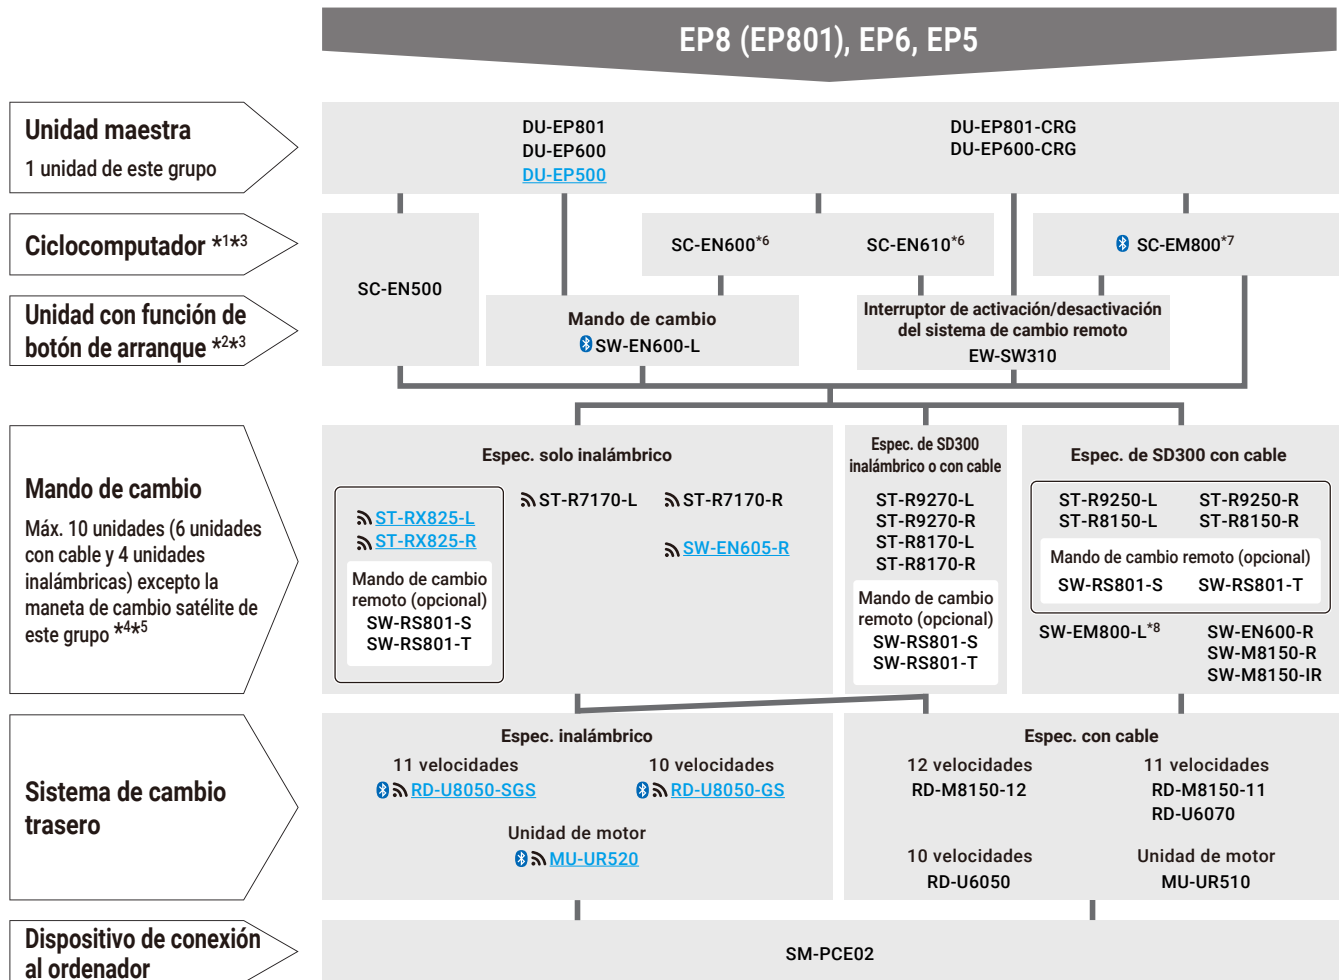 EP8 (EP801), EP6, EP5
Unidad maestra
1 unidad de este grupo
DU-EP801
DU-EP600
DU-EP500
DU-EP801-CRG
DU-EP600-CRG
Ciclocomputador *1*3
SC-EN500
SC-EN600*6
SC-EN610*6
SC-EM800*7
Unidad con función de
botón de arranque *2*3
Mando de cambio
SW-EN600-L
Interruptor de activación/desactivación
del sistema de cambio remoto
EW-SW310
Mando de cambio
Máx. 10 unidades (6 unidades
con cable y 4 unidades
inalámbricas) excepto la
maneta de cambio satélite de
este grupo *4*5
Espec. solo inalámbrico
ST-RX825-L
ST-RX825-R
Mando de cambio
remoto (opcional)
SW-RS801-S
SW-RS801-T
ST-R7170-L
ST-R7170-R
SW-EN605-R
Espec. de SD300
inalámbrico o con cable
ST-R9270-L
ST-R9270-R
ST-R8170-L
ST-R8170-R
Mando de cambio
remoto (opcional)
SW-RS801-S
SW-RS801-T
Espec. de SD300 con cable
ST-R9250-L ST-R9250-R
ST-R8150-L ST-R8150-R
Mando de cambio remoto (opcional)
SW-RS801-S SW-RS801-T
SW-EM800-L*8
SW-EN600-R
SW-M8150-R
SW-M8150-IR
Sistema de cambio
trasero
Espec. inalámbrico
11 velocidades
RD-U8050-SGS
10 velocidades
RD-U8050-GS
Unidad de motor
MU-UR520
Espec. con cable
12 velocidades
RD-M8150-12
11 velocidades
RD-M8150-11
RD-U6070
10 velocidades
RD-U6050
Unidad de motor
MU-UR510
Dispositivo de conexión
al ordenador
SM-PCE02